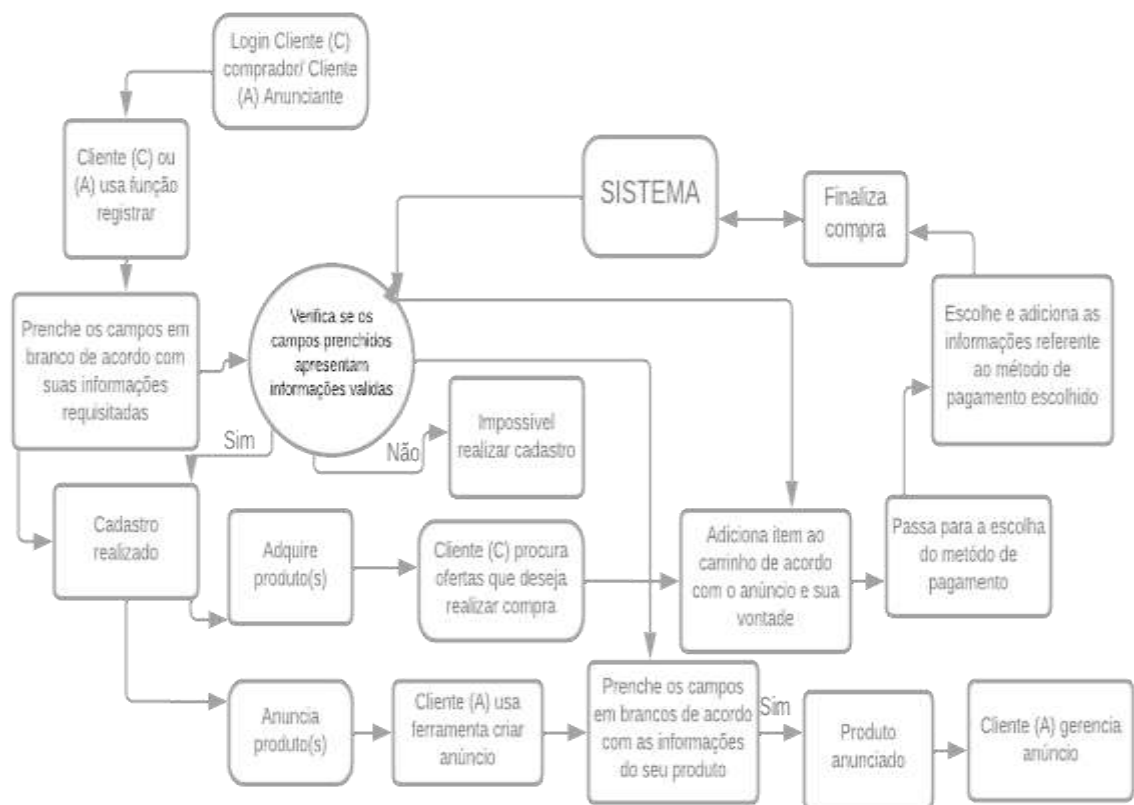 Login Cliente (C)
comprador/ Cliente
(A) Anunciante
Cliente (C) ou
(A) usa função
registrar
SISTEMA
Finaliza
compra
Prenche os campos em
branco de acordo com
suas informações
requisitadas
Verifica se os
campos prenchidos
apresentam
informações validas
Escolhe e adiciona as
informações referente
ao método de
pagamento escolhido
Sim
Não
Impossível
realizar cadastro
Cadastro
realizado
Adquire
produto(s)
Cliente (C) procura
ofertas que deseja
realizar compra
Adiciona item ao
carrinho de acordo
com o anúncio e sua
vontade
Passa para a escolha
do metódo de
pagamento
Anuncia
produto(s)
Cliente (A) usa
ferramenta criar
anúncio
Prenche os campos
em brancos de acordo
com as informações
do seu produto
Sim
Produto
anunciado
Cliente (A) gerencia
anúncio